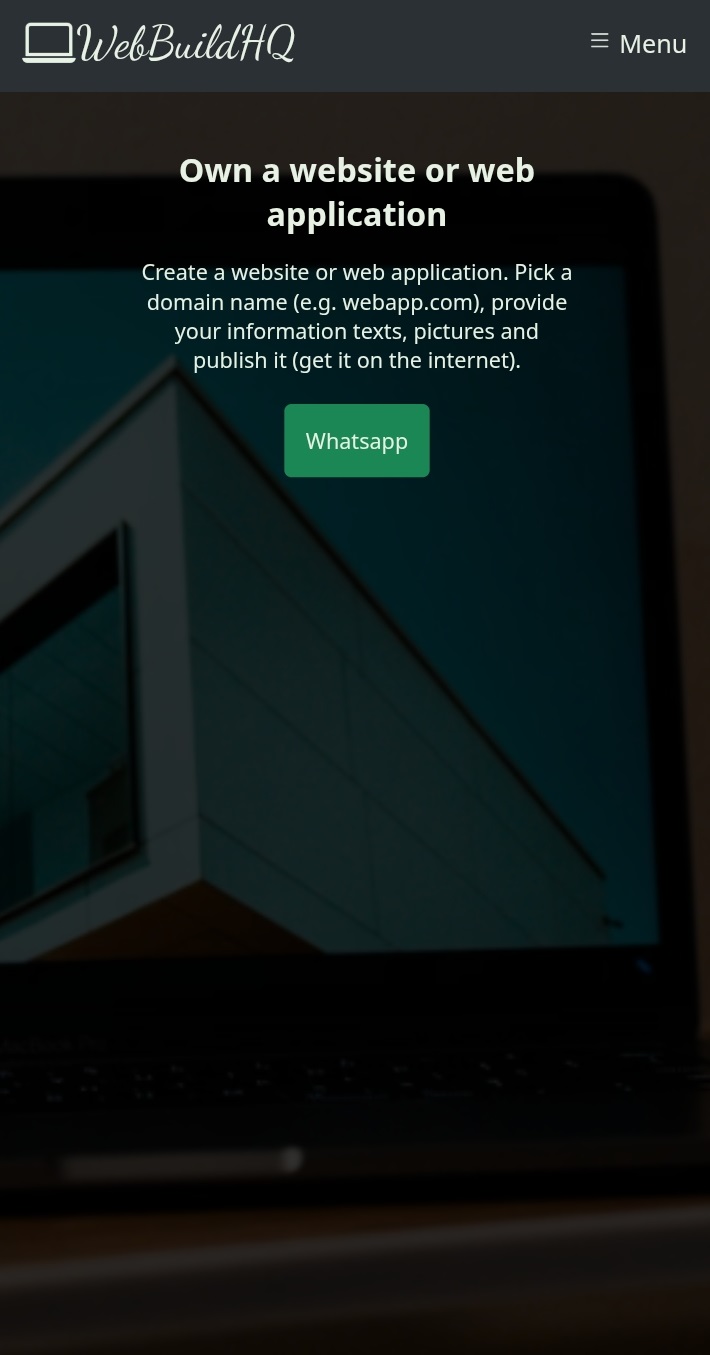 WebBuildHQ
Menu
Own a website or web
application
Create a website or web application. Pick a
domain name (e.g. webapp.com), provide
your information texts, pictures and
publish it (get it on the internet).
Whatsapp